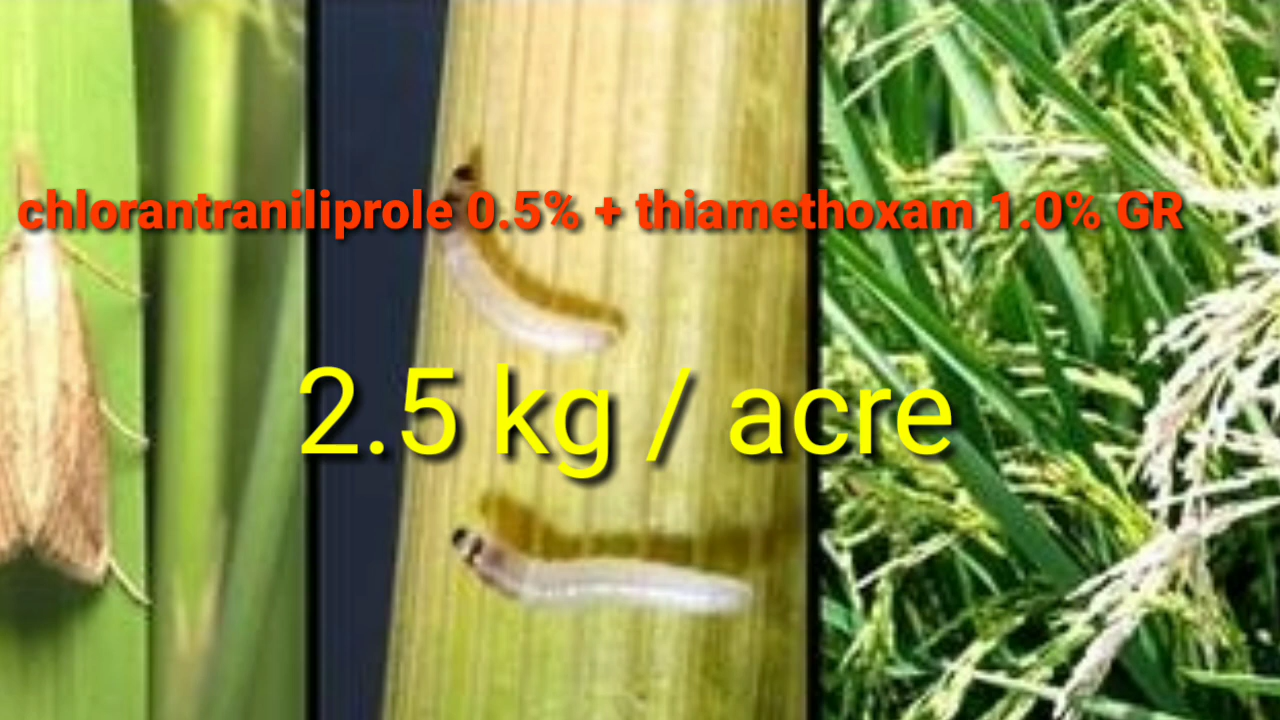 chlorantraniliprole 0.5% + thiamethoxam 1.0% GR
2.5 kg / acre